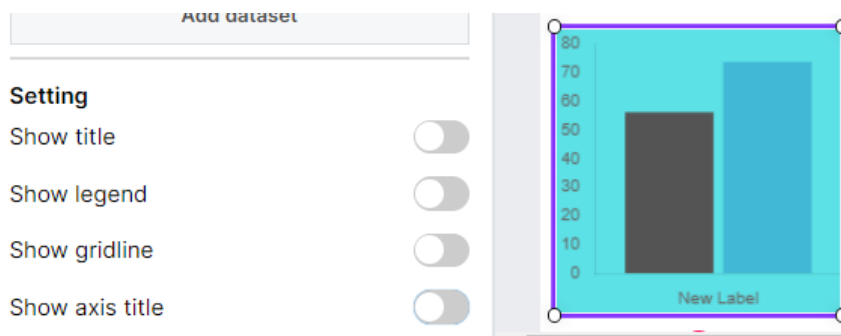 Add dataset
Setting
Show title
Show legend
Show gridline
Show axis title
80
70
60
50
40
30
20
10
0
New Label